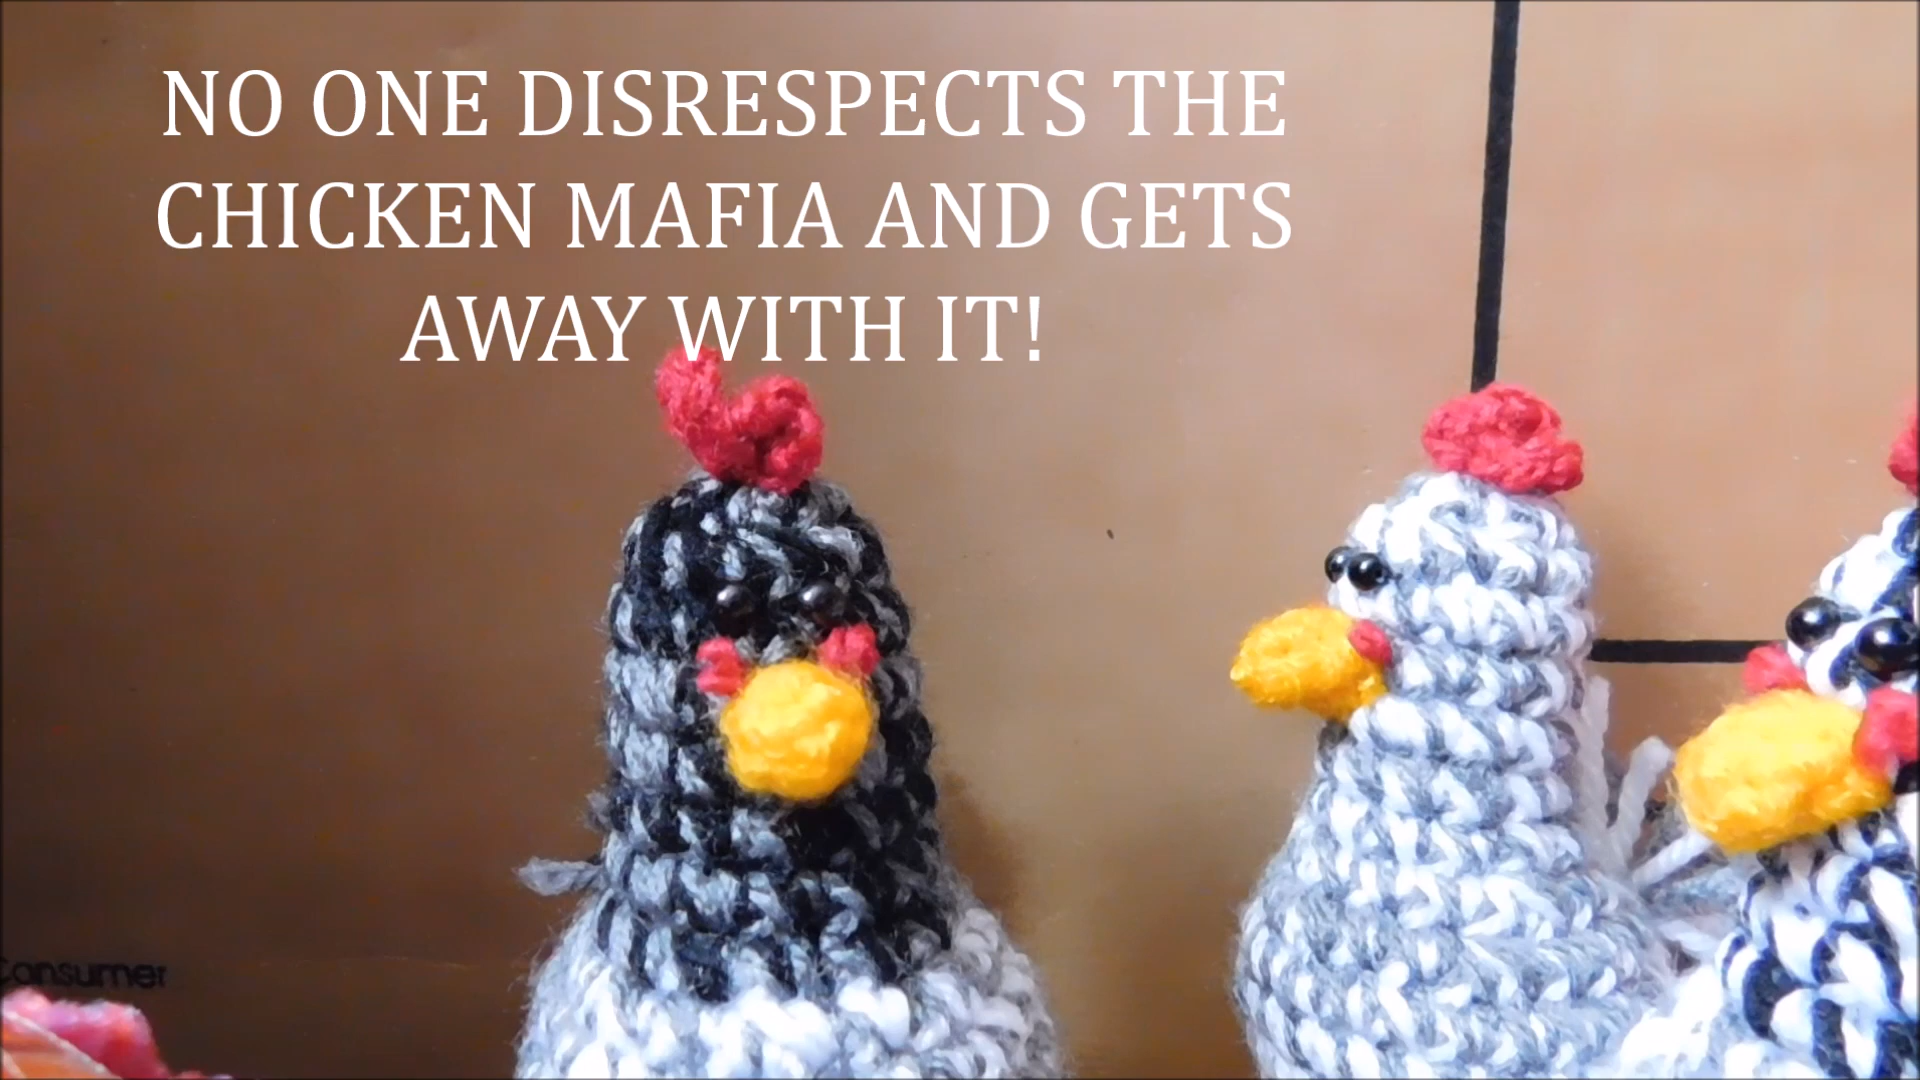 NO ONE DISRESPECTS THE
CHICKEN MAFIA AND GETS
AWAY WITH IT!
Consumer